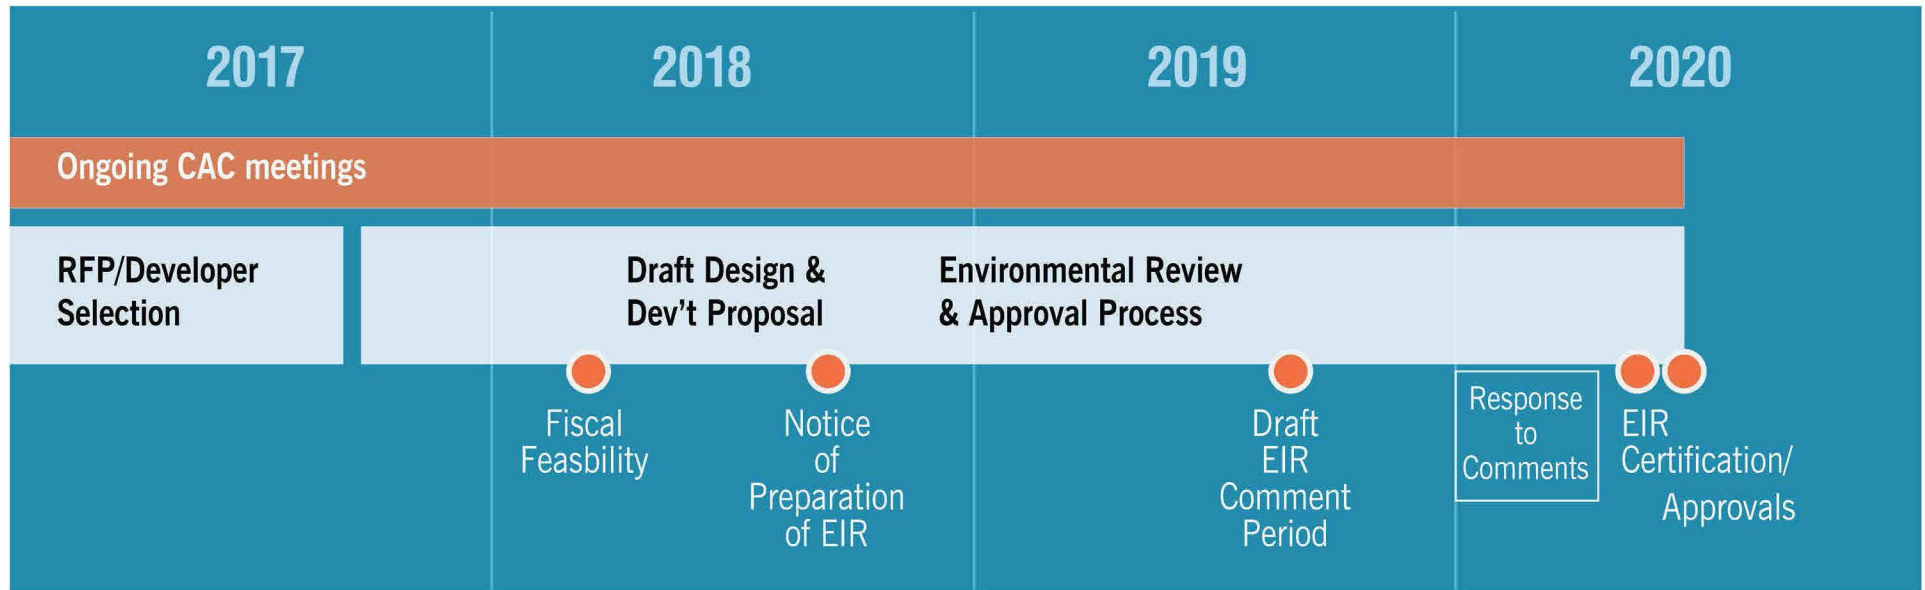 2017
2018
2019
2020
Ongoing CAC meetings
RFP/Developer
Selection
Draft Design &
Dev't Proposal
Environmental Review
& Approval Process
Fiscal
Feasbility
Notice
of
Preparation
of EIR
Draft
EIR
Comment
Period
Response
to
Comments
EIR
Certification/
Approvals